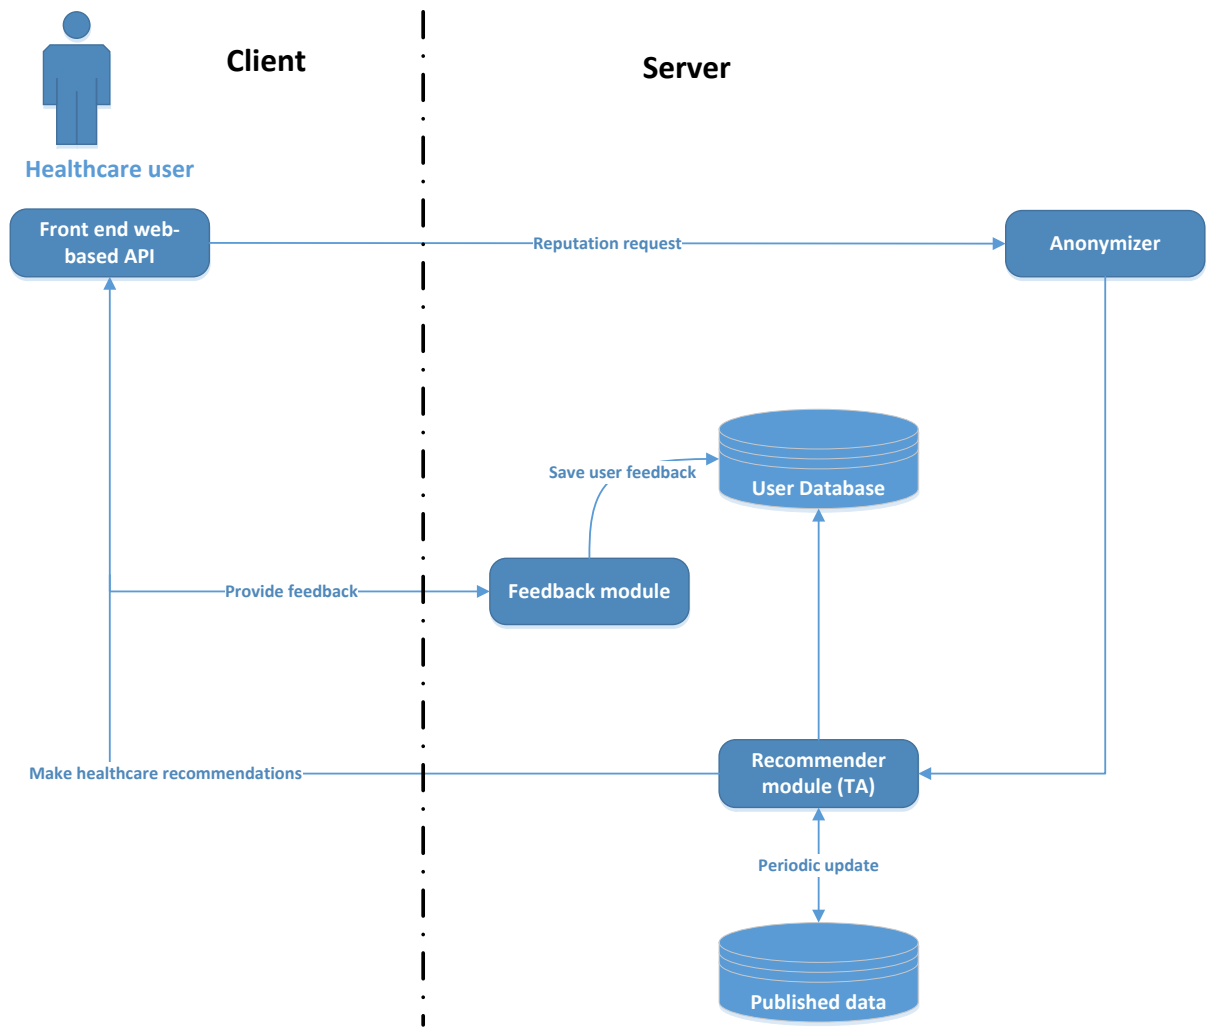 Client
Server
Healthcare user
Front end web-
based API
Reputation request
Anonymizer
Save user feedback
User Database
Provide feedback
Feedback module
Make healthcare recommendations
Recommender
module (TA)
Periodic update
Published data